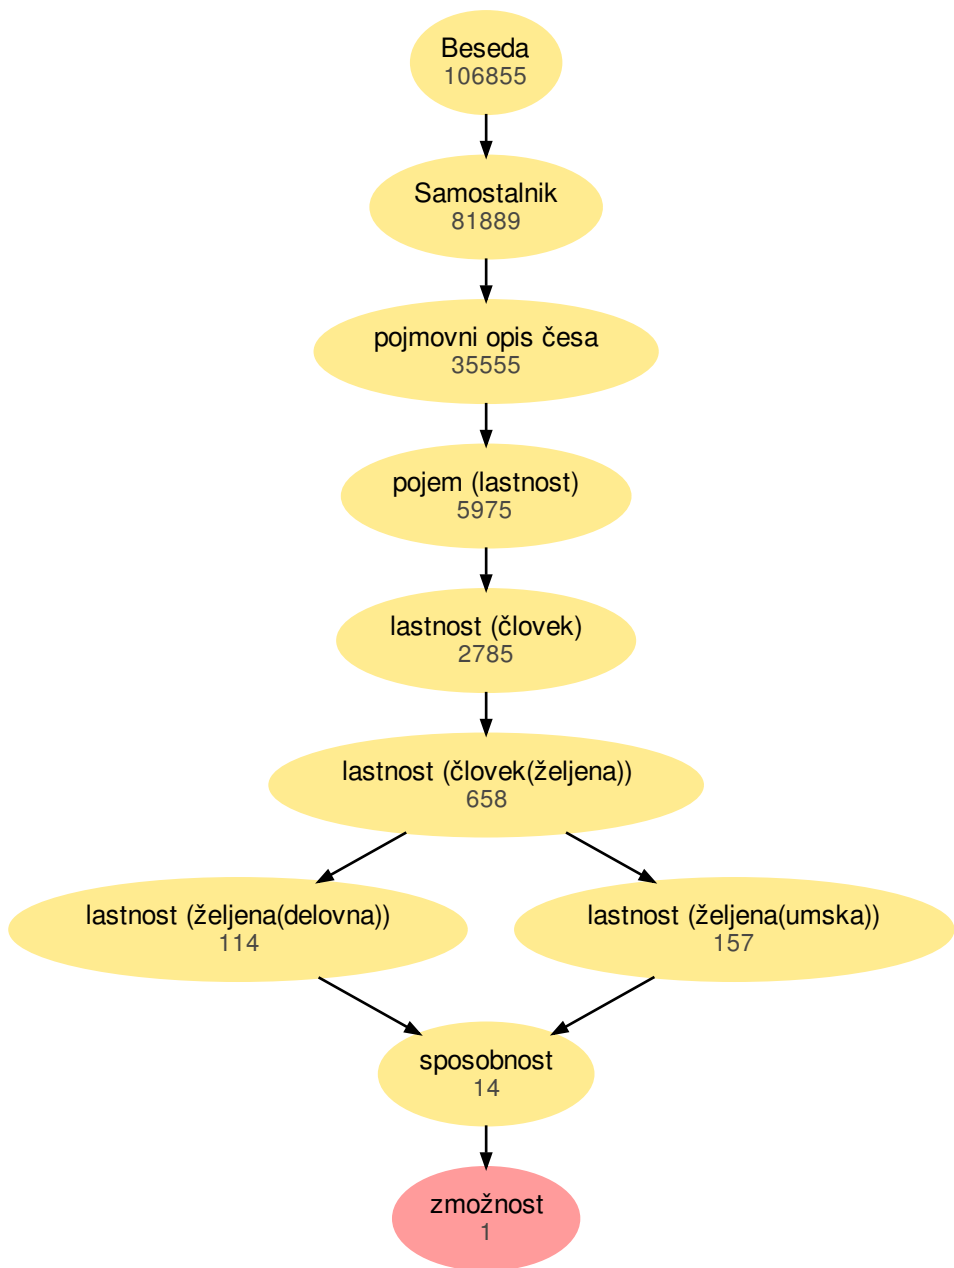 Beseda
106855
Samostalnik
81889
pojmovni opis česa
35555
pojem (lastnost)
5975
lastnost (človek)
2785
lastnost (človek(željena))
658
lastnost (željena(delovna))
114
lastnost (željena(umska))
157
sposobnost
14
zmožnost
1